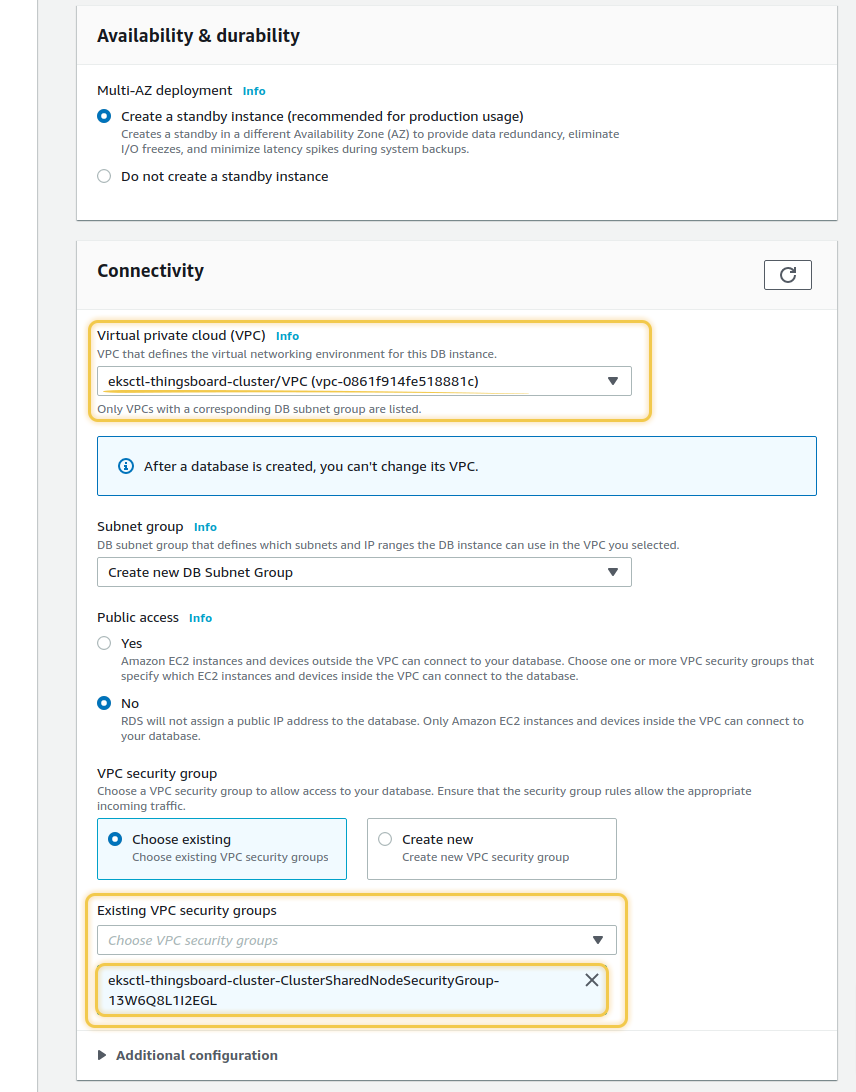 Availability & durability
Multi-AZ deployment Info
Create a standby instance (recommended for production usage)
Creates a standby in a different Availability Zone (AZ) to provide data redundancy, eliminate
I/O freezes, and minimize latency spikes during system backups.
Do not create a standby instance
Connectivity
Virtual private cloud (VPC) Info
VPC that defines the virtual networking environment for this DB instance.
eksctl-thingsboard-cluster/VPC (vpc-0861f914fe518881c)
Only VPCs with a corresponding DB subnet group are listed.
After a database is created, you can't change its VPC.
Subnet group Info
DB subnet group that defines which subnets and IP ranges the DB instance can use in the VPC you selected.
Create new DB Subnet Group
Public access Info
Yes
Amazon EC2 instances and devices outside the VPC can connect to your database. Choose one or more VPC security groups that
specify which EC2 instances and devices inside the VPC can connect to the database.
No
RDS will not assign a public IP address to the database. Only Amazon EC2 instances and devices inside the VPC can connect to
your database.
VPC security group
Choose a VPC security group to allow access to your database. Ensure that the security group rules allow the appropriate
incoming traffic.
Choose existing
Choose existing VPC security groups
Create new
Create new VPC security group
Existing VPC security groups
Choose VPC security groups
eksctl-thingsboard-cluster-ClusterSharedNodeSecurityGroup-
13W6Q8L1I2EGL
Additional configuration